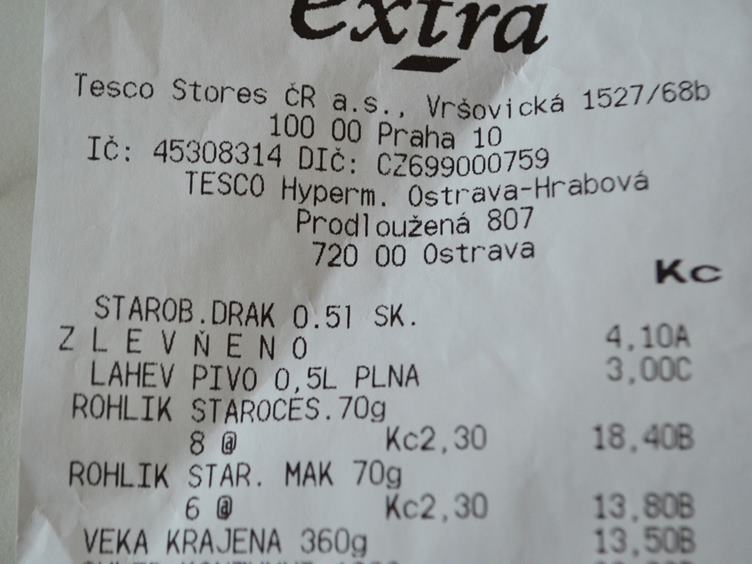 extra
Tesco Stores ČR a.s., Vršovická 1527/68b
100 00 Praha 10
IČ: 45308314 DIČ: CZ699000759
TESCO Hyperm. Ostrava-Hrabová
Prodloužená 807
720 00 Ostrava
Kc
STAROB.DRAK 0.5l SK.
Z L E V Ň E N O 4,10A
LAHEV PIVO 0,5L PLNA 3,00C
ROHLIK STAROCES.70g
8 @ Kc2,30 18,40B
ROHLIK STAR. MAK 70g
6 @ Kc2,30 13,80B
VEKA KRAJENA 360g 13,50B